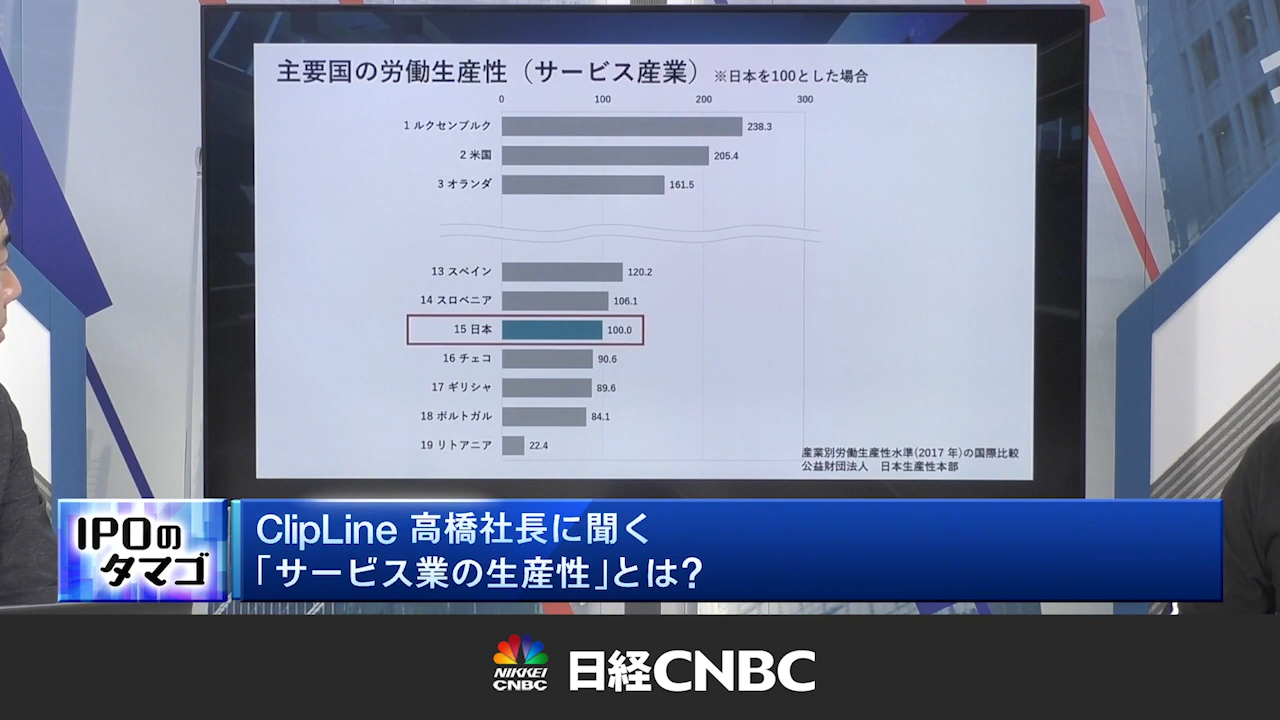 主要国の労働生産性（サービス産業） ※日本を100とした場合
0 100 200 300
1 ルクセンブルク 238.3
2 米国 205.4
3 オランダ 161.5
13 スペイン 120.2
14 スロベニア 106.1
15 日本 100.0
16 チェコ 90.6
17 ギリシャ 89.6
18 ポルトガル 84.1
19 リトアニア 22.4
産業別労働生産性水準(2017 年)の国際比較
公益財団法人 日本生産性本部
IPOの
タマゴ
ClipLine 高橋社長に聞く
「サービス業の生産性」とは？
NIKKEI
CNBC
日経CNBC